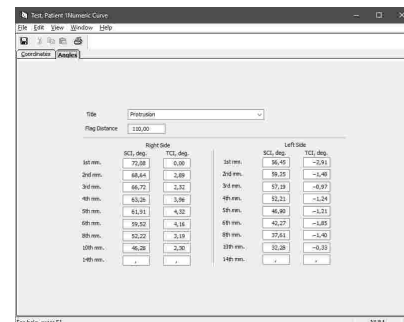 Test, Patient 1Numeric Curve
File Edit View Window Help
Coordinates Angles
Title Protrusion
Flag Distance 110,00
Right Side Left Side
SCI, deg. TCI, deg. SCI, deg. TCI, deg.
1st mm. 72,08 0,00 1st mm. 56,45 -2,91
2nd mm. 68,64 2,89 2nd mm. 59,25 -1,48
3rd mm. 66,72 2,32 3rd mm. 57,19 -0,97
4th mm. 63,26 3,96 4th mm. 52,21 -1,24
5th mm. 61,51 4,32 5th mm. 46,90 -1,21
6th mm. 59,52 4,16 6th mm. 42,27 -1,85
8th mm. 52,22 3,19 8th mm. 37,61 -1,40
10th mm. 46,28 2,30 10th mm. 32,28 -0,33
14th mm. , , 14th mm. , ,